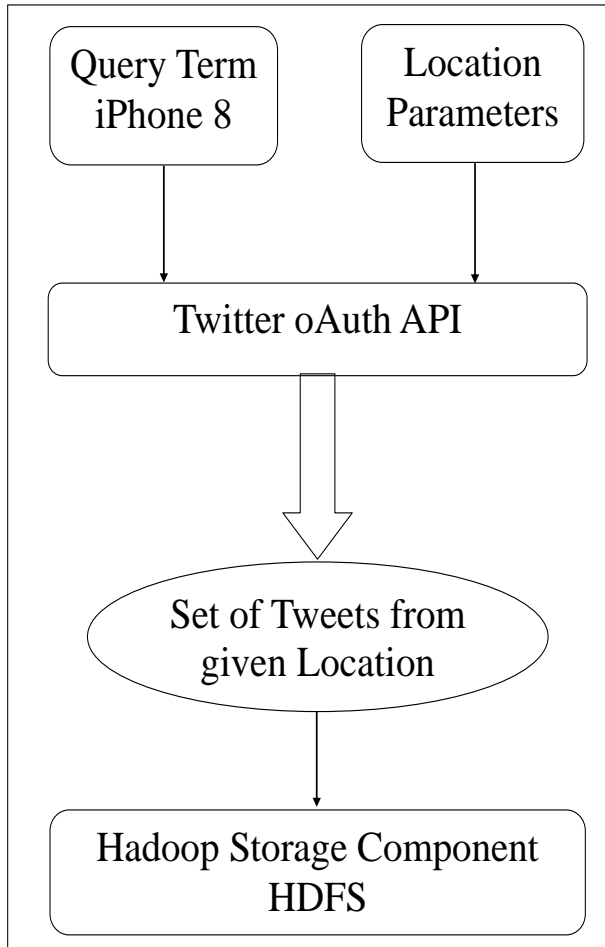 Query Term
iPhone 8
Location
Parameters
Twitter oAuth API
Set of Tweets from
given Location
Hadoop Storage Component
HDFS